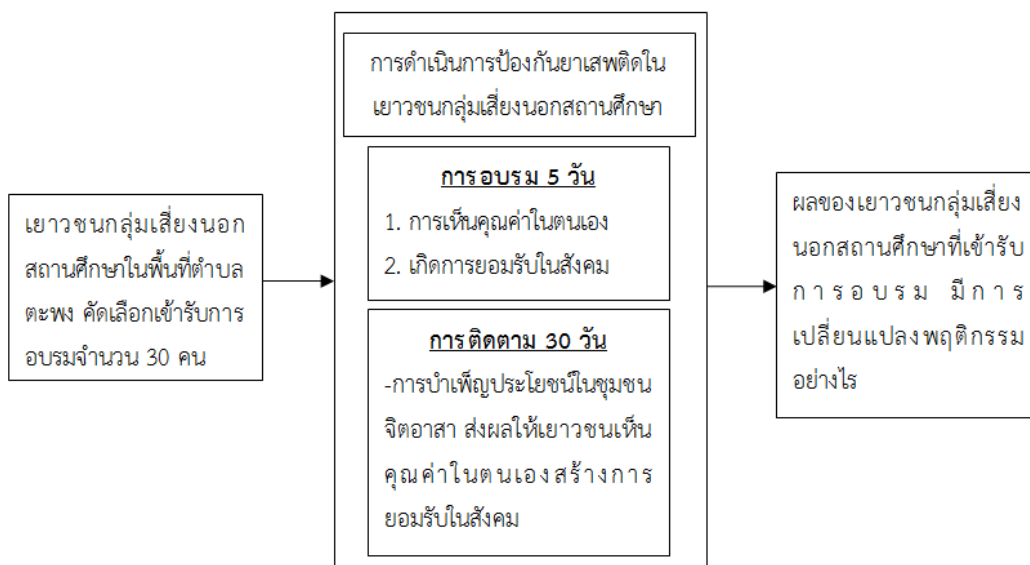 เยาวชนกลุ่มเสี่ยงนอก
สถานศึกษาในพื้นที่ตำบล
ตะพง คัดเลือกเข้ารับการ
อบรมจำนวน 30 คน
การดำเนินการป้องกันยาเสพติดใน
เยาวชนกลุ่มเสี่ยงนอกสถานศึกษา
การอบรม 5 วัน
1. การเห็นคุณค่าในตนเอง
2. เกิดการยอมรับในสังคม
การติดตาม 30 วัน
-การบำเพ็ญประโยชน์ในชุมชน
จิตอาสา ส่งผลให้เยาวชนเห็น
คุณค่าในตนเองสร้างการ
ยอมรับในสังคม
ผลของเยาวชนกลุ่มเสี่ยง
นอกสถานศึกษาที่เข้ารับ
การอบรม มีการ
เปลี่ยนแปลงพฤติกรรม
อย่างไร